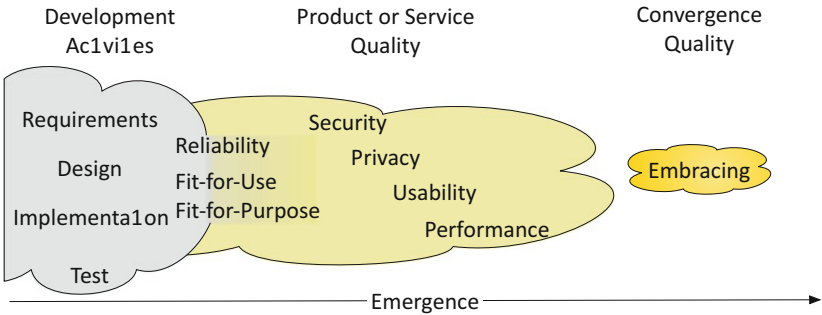 Development
Ac1vi1es
Product or Service
Quality
Convergence
Quality
Requirements
Design
Implementa1on
Test
Reliability
Fit-for-Use
Fit-for-Purpose
Security
Privacy
Usability
Performance
Embracing
Emergence